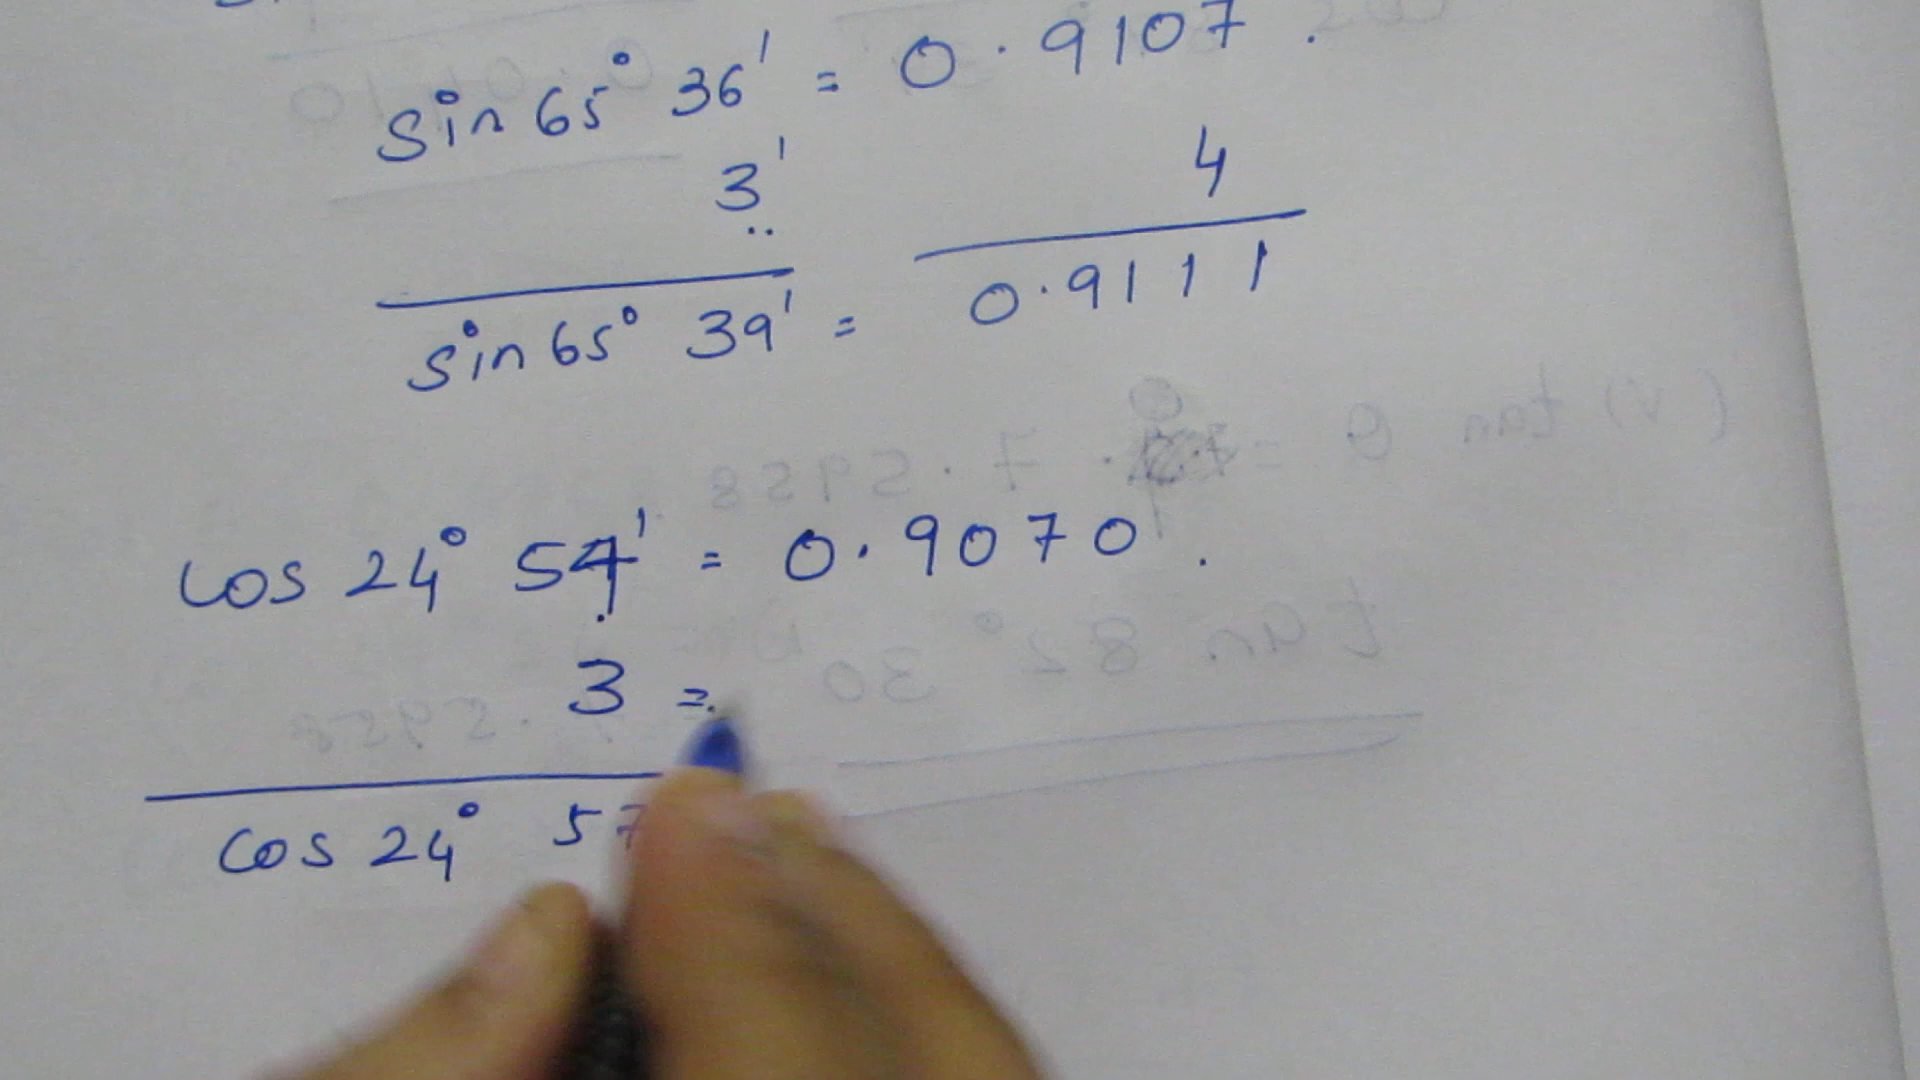 sin 65° 36' = 0.9107.
3' 4
sin 65° 39' = 0.9111
cos 24° 54' = 0.9070.
3 =
cos 24° 57